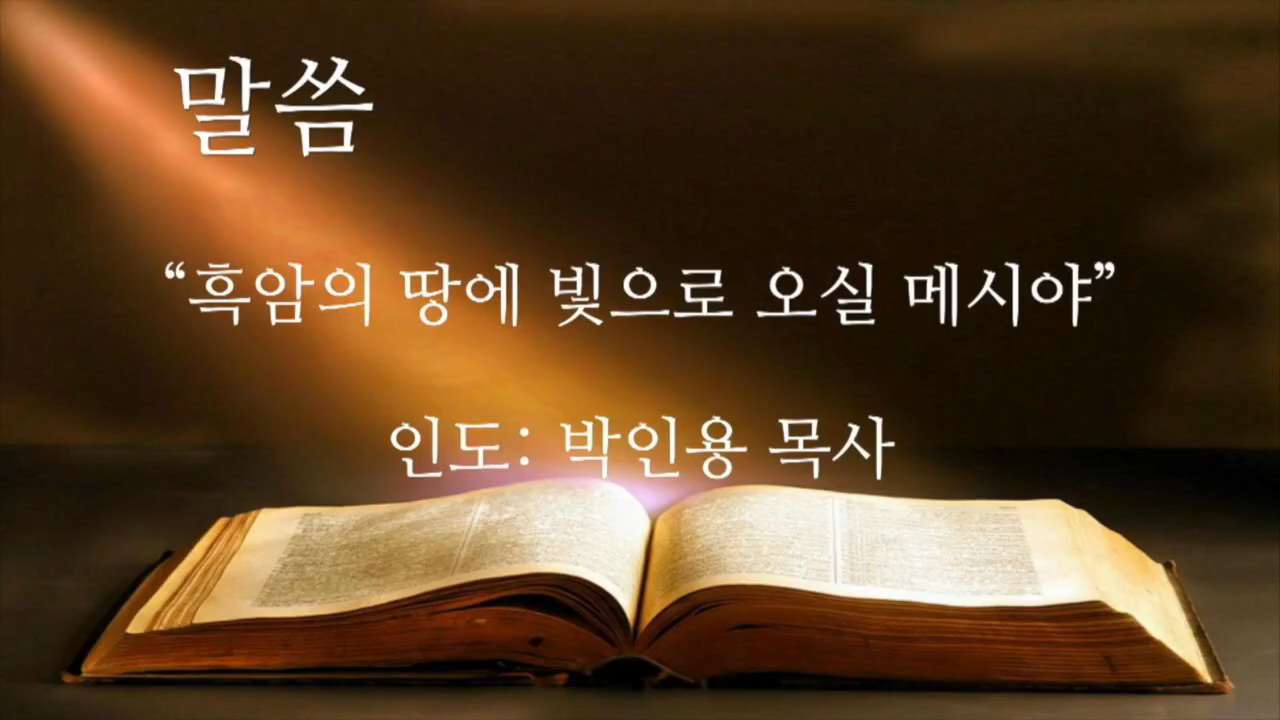 말씀
“흑암의 땅에 빛으로 오실 메시야”
인도: 박인용 목사